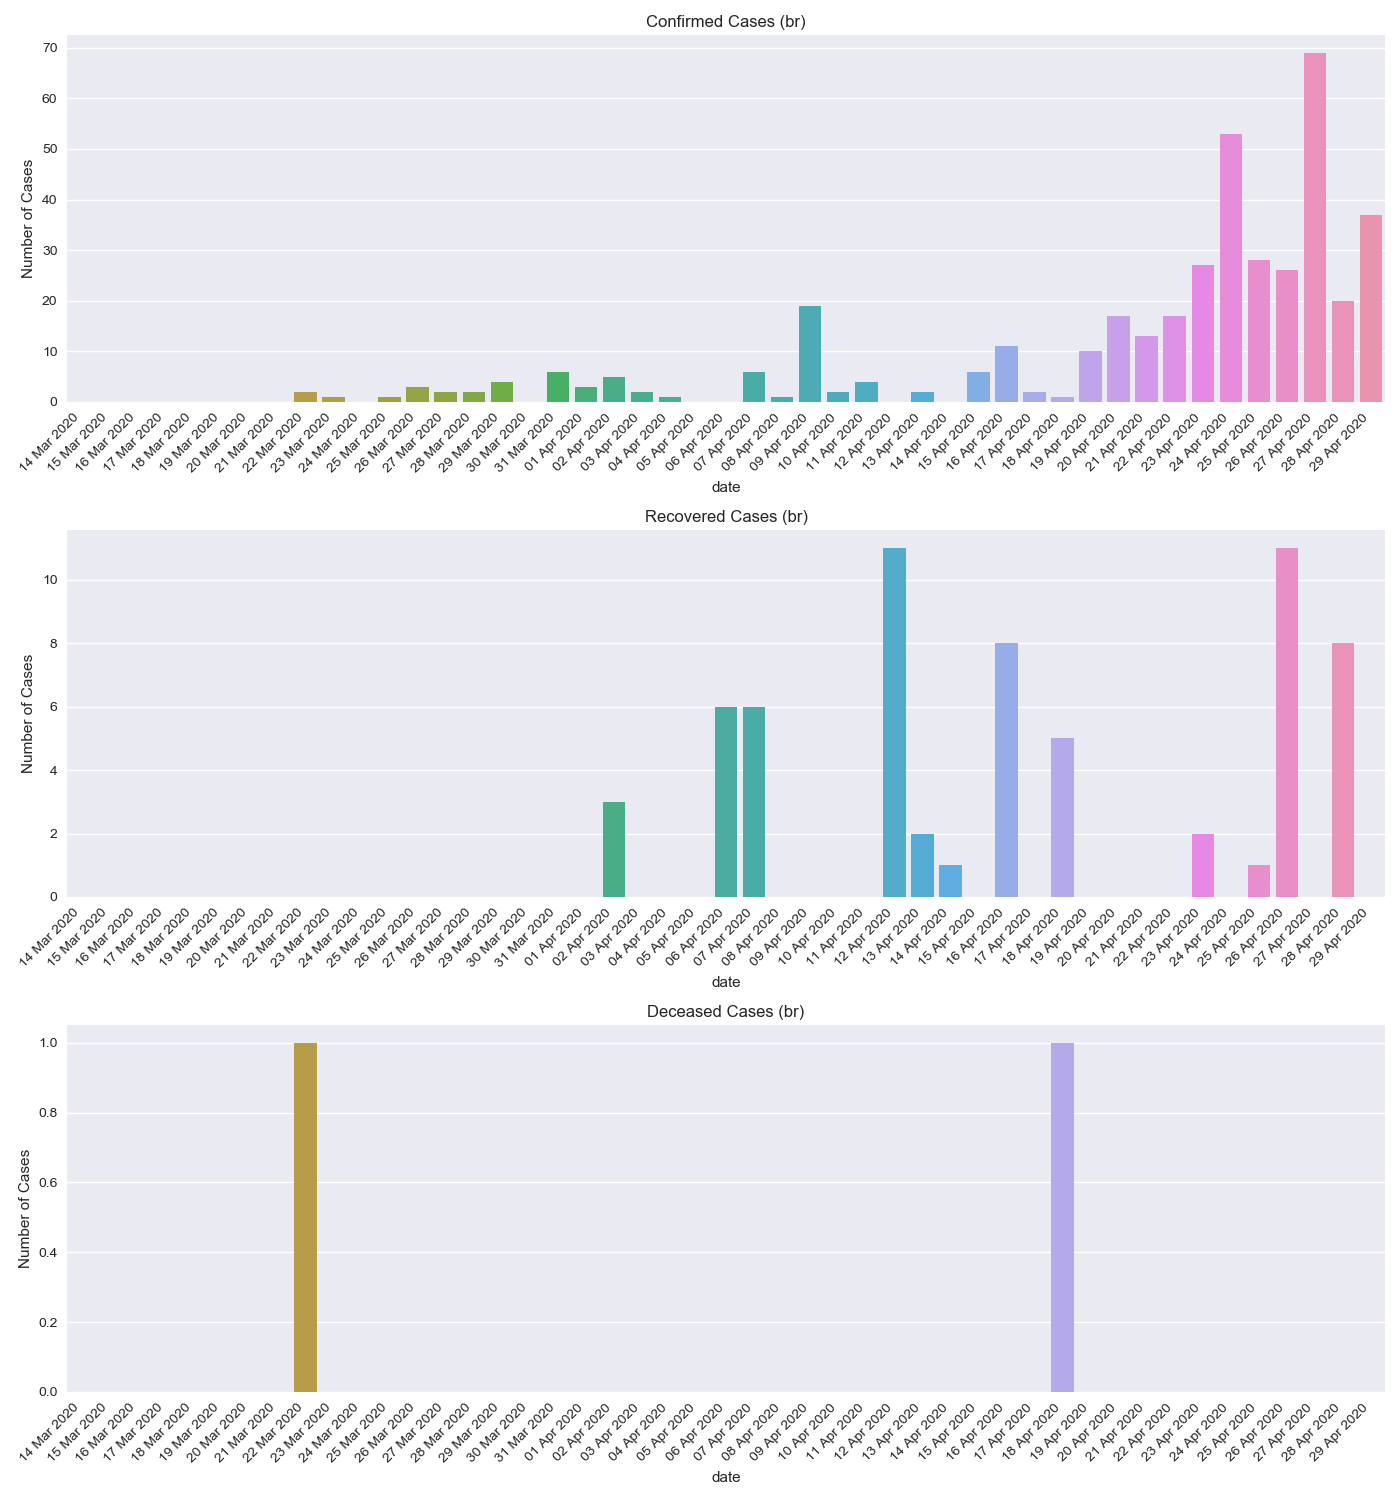 Confirmed Cases (br)
70
60
50
40
30
20
10
0
Number of Cases
14 Mar 2020
15 Mar 2020
16 Mar 2020
17 Mar 2020
18 Mar 2020
19 Mar 2020
20 Mar 2020
21 Mar 2020
22 Mar 2020
23 Mar 2020
24 Mar 2020
25 Mar 2020
26 Mar 2020
27 Mar 2020
28 Mar 2020
29 Mar 2020
30 Mar 2020
31 Mar 2020
01 Apr 2020
02 Apr 2020
03 Apr 2020
04 Apr 2020
05 Apr 2020
06 Apr 2020
07 Apr 2020
08 Apr 2020
09 Apr 2020
10 Apr 2020
11 Apr 2020
12 Apr 2020
13 Apr 2020
14 Apr 2020
15 Apr 2020
16 Apr 2020
17 Apr 2020
18 Apr 2020
19 Apr 2020
20 Apr 2020
21 Apr 2020
22 Apr 2020
23 Apr 2020
24 Apr 2020
25 Apr 2020
26 Apr 2020
27 Apr 2020
28 Apr 2020
29 Apr 2020
date
Recovered Cases (br)
10
8
6
4
2
0
Number of Cases
14 Mar 2020
15 Mar 2020
16 Mar 2020
17 Mar 2020
18 Mar 2020
19 Mar 2020
20 Mar 2020
21 Mar 2020
22 Mar 2020
23 Mar 2020
24 Mar 2020
25 Mar 2020
26 Mar 2020
27 Mar 2020
28 Mar 2020
29 Mar 2020
30 Mar 2020
31 Mar 2020
01 Apr 2020
02 Apr 2020
03 Apr 2020
04 Apr 2020
05 Apr 2020
06 Apr 2020
07 Apr 2020
08 Apr 2020
09 Apr 2020
10 Apr 2020
11 Apr 2020
12 Apr 2020
13 Apr 2020
14 Apr 2020
15 Apr 2020
16 Apr 2020
17 Apr 2020
18 Apr 2020
19 Apr 2020
20 Apr 2020
21 Apr 2020
22 Apr 2020
23 Apr 2020
24 Apr 2020
25 Apr 2020
26 Apr 2020
27 Apr 2020
28 Apr 2020
29 Apr 2020
date
Deceased Cases (br)
1.0
0.8
0.6
0.4
0.2
0.0
Number of Cases
14 Mar 2020
15 Mar 2020
16 Mar 2020
17 Mar 2020
18 Mar 2020
19 Mar 2020
20 Mar 2020
21 Mar 2020
22 Mar 2020
23 Mar 2020
24 Mar 2020
25 Mar 2020
26 Mar 2020
27 Mar 2020
28 Mar 2020
29 Mar 2020
30 Mar 2020
31 Mar 2020
01 Apr 2020
02 Apr 2020
03 Apr 2020
04 Apr 2020
05 Apr 2020
06 Apr 2020
07 Apr 2020
08 Apr 2020
09 Apr 2020
10 Apr 2020
11 Apr 2020
12 Apr 2020
13 Apr 2020
14 Apr 2020
15 Apr 2020
16 Apr 2020
17 Apr 2020
18 Apr 2020
19 Apr 2020
20 Apr 2020
21 Apr 2020
22 Apr 2020
23 Apr 2020
24 Apr 2020
25 Apr 2020
26 Apr 2020
27 Apr 2020
28 Apr 2020
29 Apr 2020
date